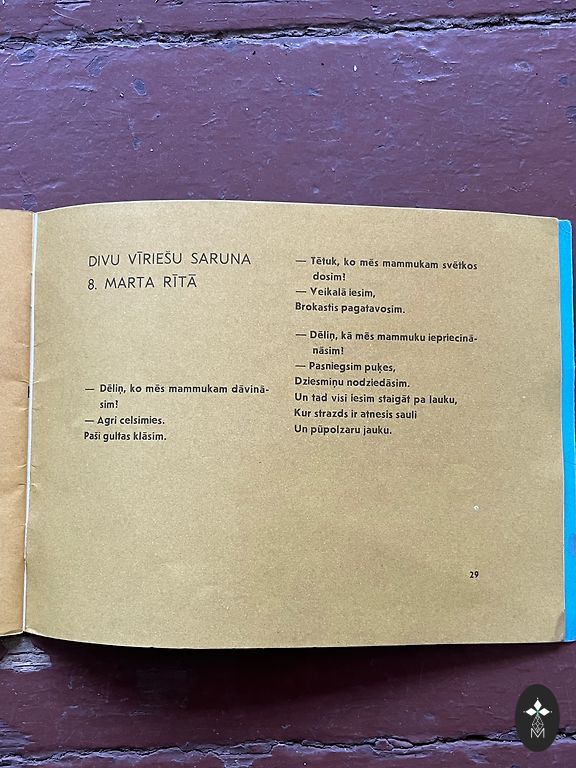 DIVU VĪRIEŠU SARUNA
8. MARTA RĪTĀ
— Dēliņ, ko mēs mammukam dāvinā-
sim?
— Agri celsimies.
Paši gultas klāsim.
— Tētuk, ko mēs mammukam svētkos
dosim?
— Veikalā iesim,
Brokastis pagatavosim.
— Dēliņ, kā mēs mammuku iepriecinā-
nāsim?
— Pasniegsim puķes,
Dziesmiņu nodziedāsim.
Un tad visi iesim staigāt pa lauku,
Kur strazds ir atnesis sauli
Un pūpolzaru jauku.
29
M